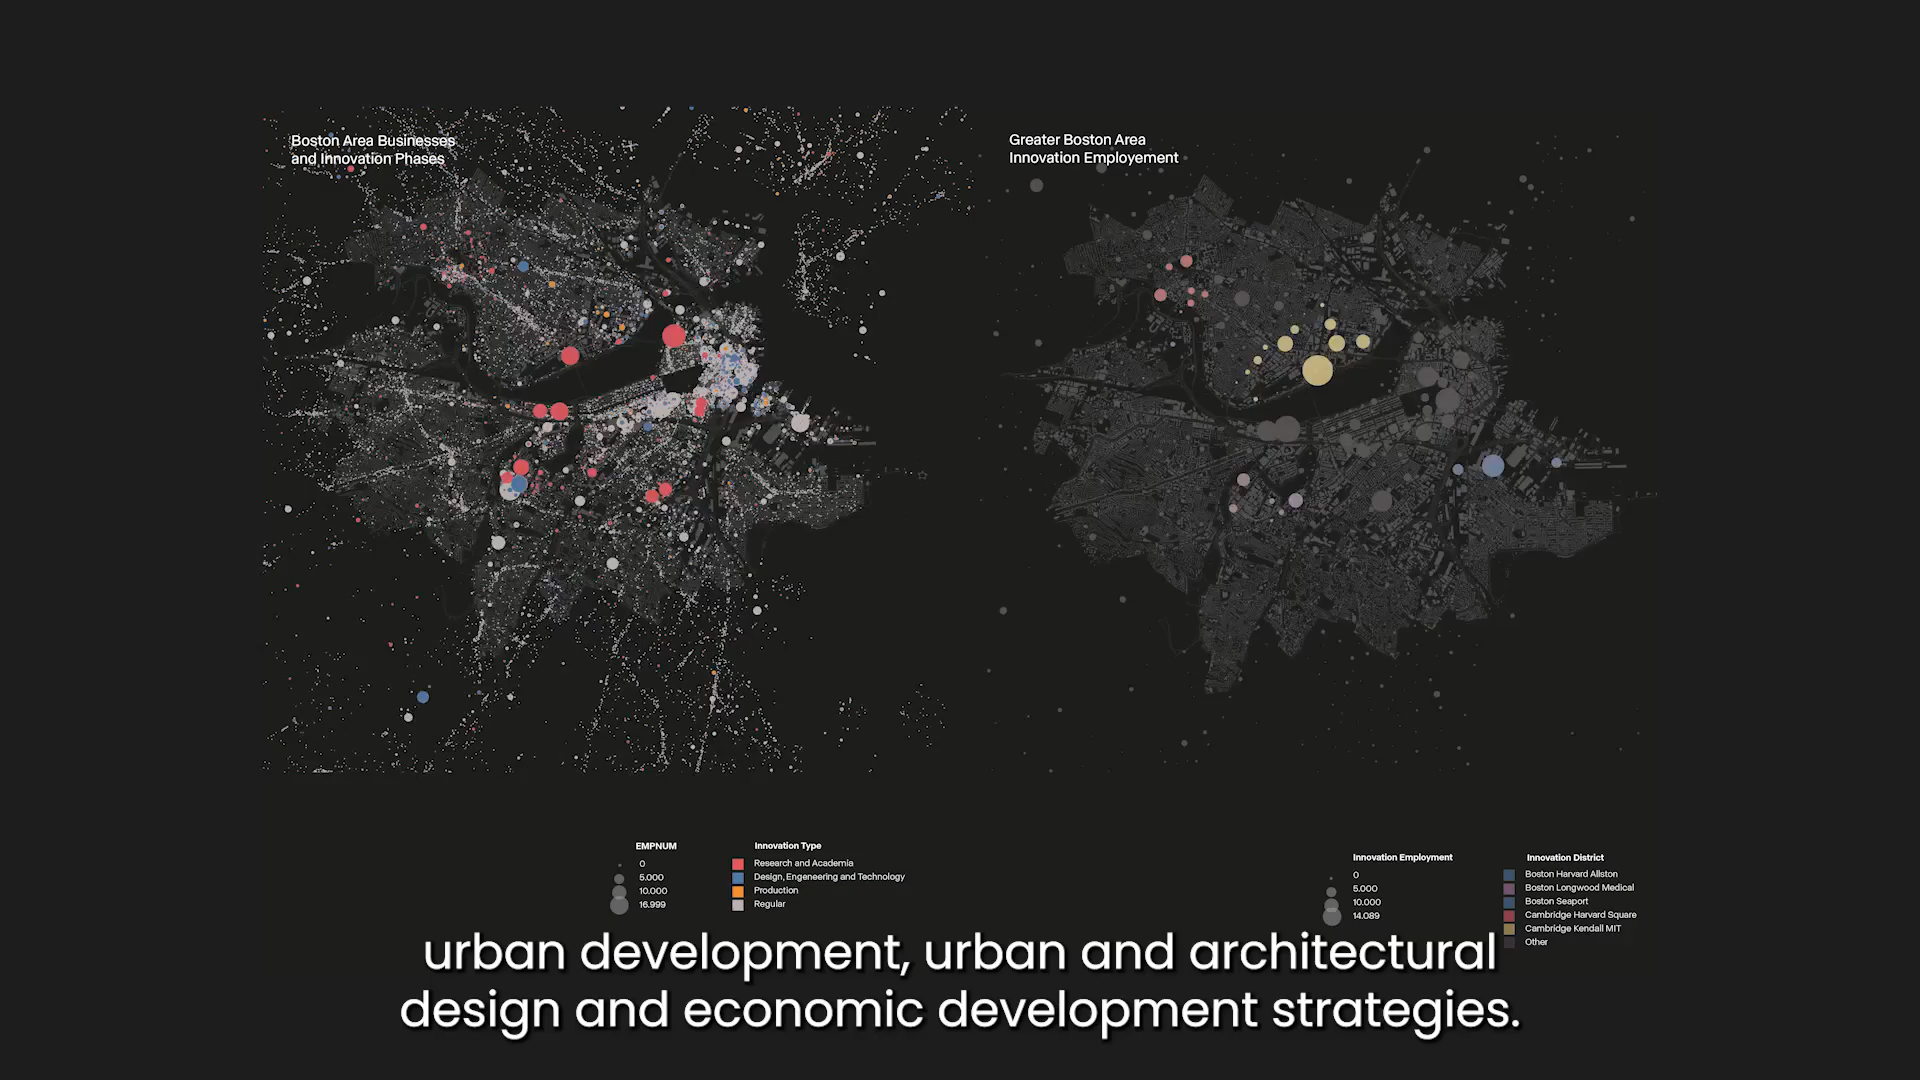 Boston Area Businesses
and Innovation Phases
Greater Boston Area
Innovation Employement
EMPNUM
0
5.000
10.000
16.999
Innovation Type
Research and Academia
Design, Engeneering and Technology
Production
Regular
Innovation Employment
0
5.000
10.000
14.089
Innovation District
Boston Harvard Allston
Boston Longwood Medical
Boston Seaport
Cambridge Harvard Square
Cambridge Kendall MIT
Other
urban development, urban and architectural
design and economic development strategies.